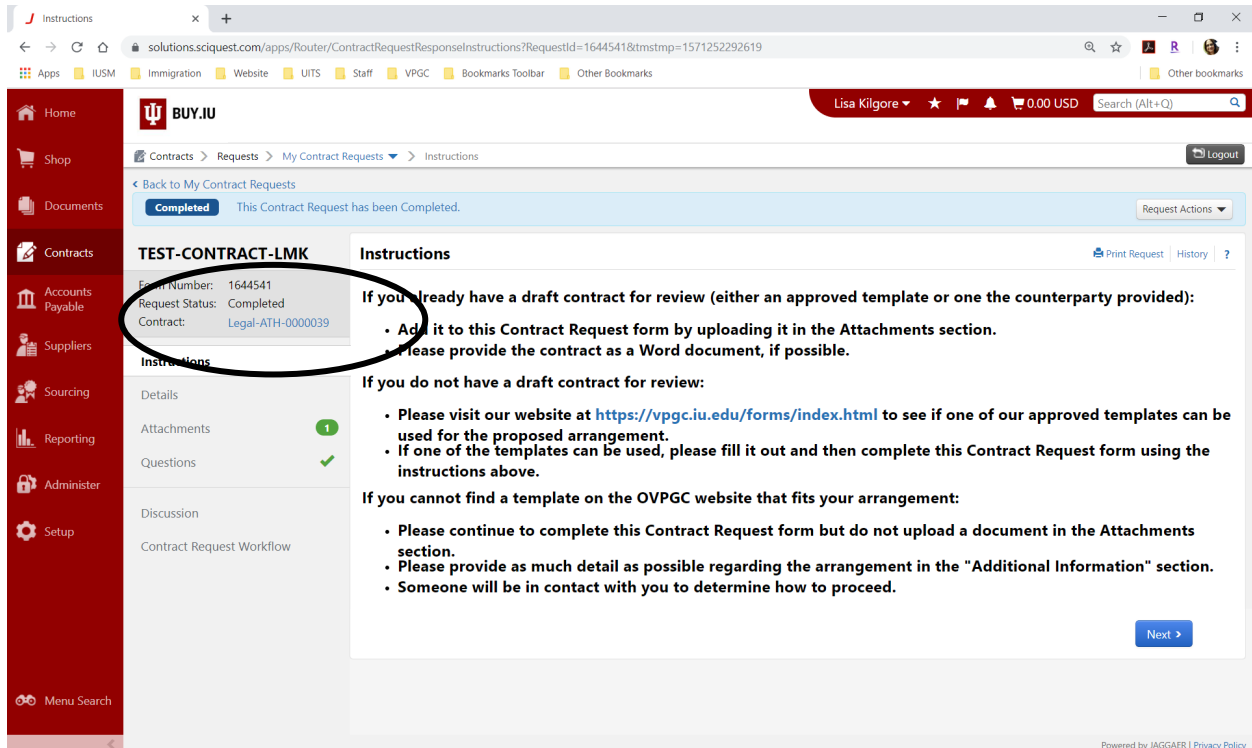 Instructions
solutions.sciquest.com/apps/Router/ContractRequestResponseInstructions?RequestId=1644541&tmstmp=1571252292619
R
Apps IUSM Immigration Website UITS Staff VPGC Bookmarks Toolbar Other Bookmarks Other bookmarks
Home
BUY.IU
Lisa Kilgore 0.00 USD Search (Alt+Q)
Shop
Contracts > Requests > My Contract Requests > Instructions
Logout
Back to My Contract Requests
Documents
Completed This Contract Request has been Completed.
Request Actions
Contracts
TEST-CONTRACT-LMK
Instructions
Print Request History ?
Form Number: 1644541
Request Status: Completed
Contract: Legal-ATH-0000039
Accounts
Payable
If you already have a draft contract for review (either an approved template or one the counterparty provided):
• Add it to this Contract Request form by uploading it in the Attachments section.
• Please provide the contract as a Word document, if possible.
Suppliers
Instructions
If you do not have a draft contract for review:
Sourcing
Details
• Please visit our website at https://vpgc.iu.edu/forms/index.html to see if one of our approved templates can be
used for the proposed arrangement.
Attachments 1
Reporting
• If one of the templates can be used, please fill it out and then complete this Contract Request form using the
instructions above.
Questions
Administer
If you cannot find a template on the OVPGC website that fits your arrangement:
Discussion
Setup
• Please continue to complete this Contract Request form but do not upload a document in the Attachments
section.
Contract Request Workflow
• Please provide as much detail as possible regarding the arrangement in the "Additional Information" section.
• Someone will be in contact with you to determine how to proceed.
Next >
Menu Search
Powered by JAGGAER | Privacy Policy